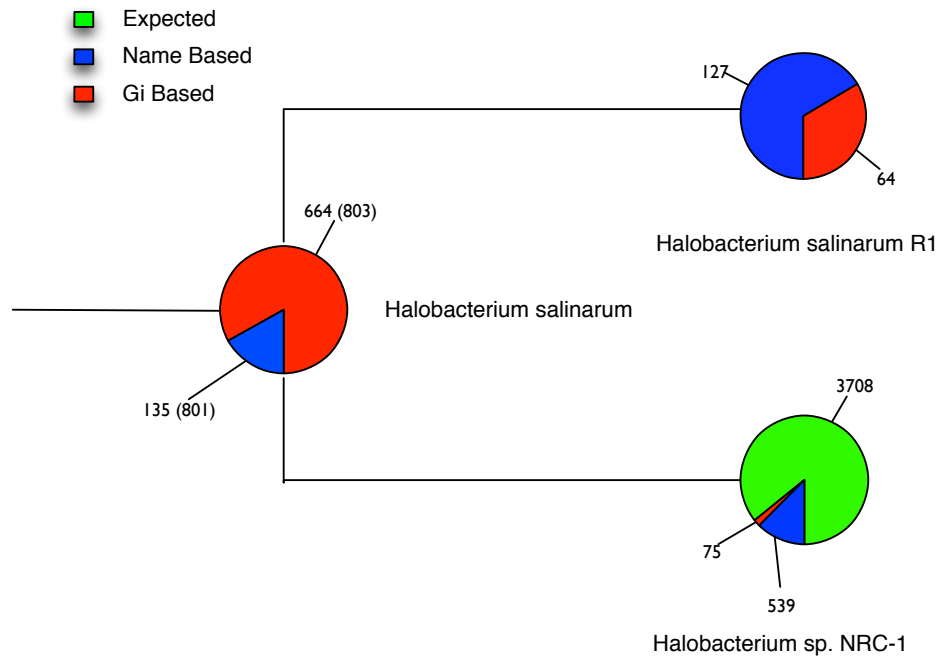 Expected
Name Based
Gi Based
127
64
Halobacterium salinarum R1
664 (803)
Halobacterium salinarum
135 (801)
3708
75
539
Halobacterium sp. NRC-1